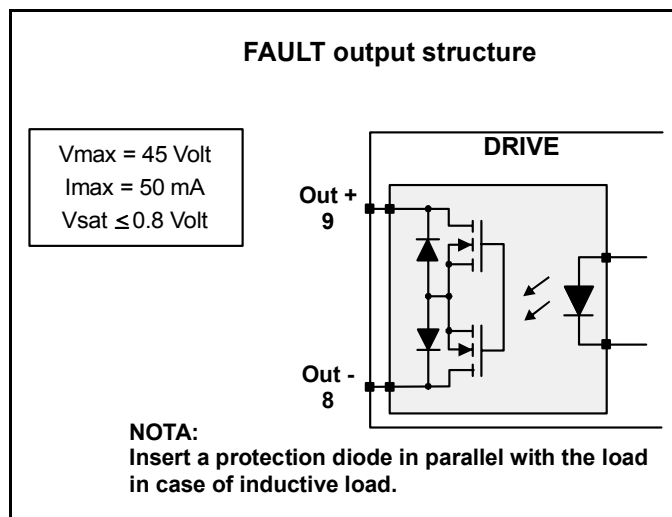 FAULT output structure
Vmax = 45 Volt
Imax = 50 mA
Vsat ≤ 0.8 Volt
DRIVE
Out +
9
Out -
8
NOTA:
Insert a protection diode in parallel with the load
in case of inductive load.